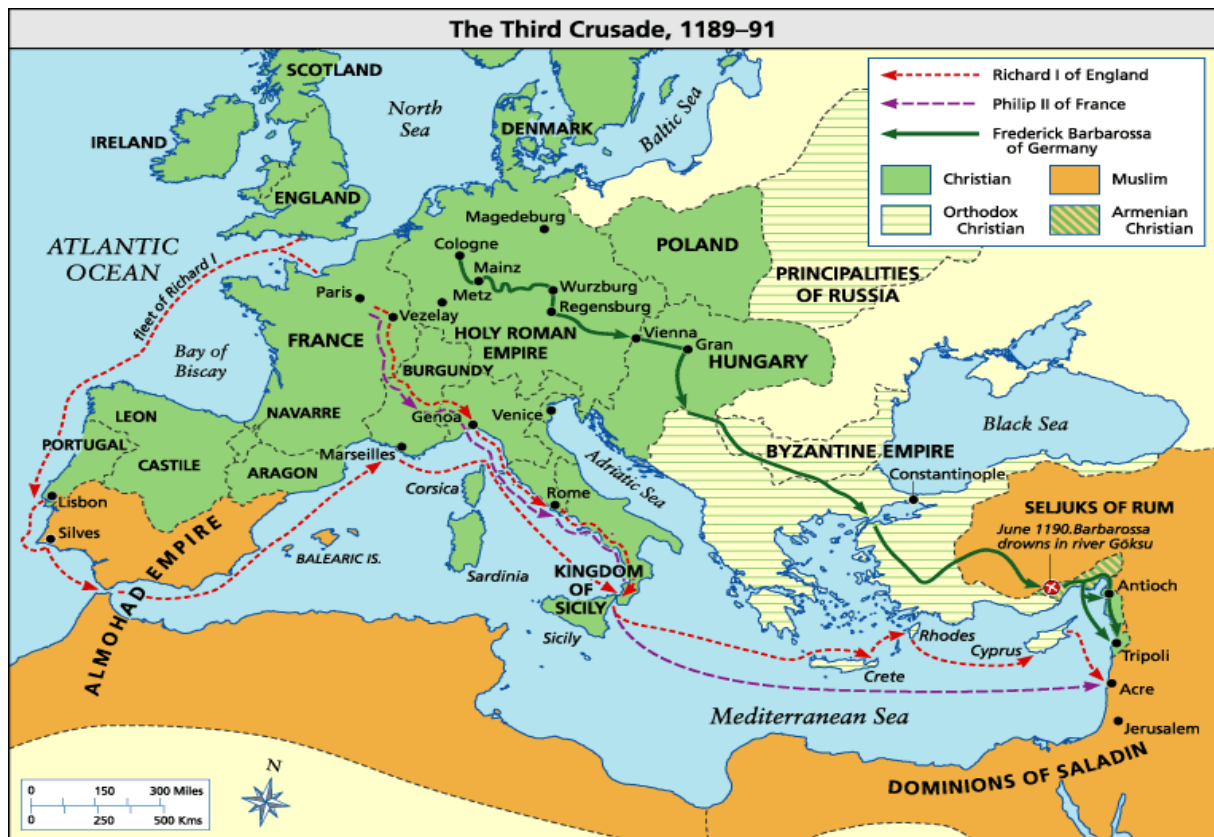 The Third Crusade, 1189–91
Richard I of England
Philip II of France
Frederick Barbarossa
of Germany
Christian
Muslim
Orthodox
Christian
Armenian
Christian
SCOTLAND
North
Sea
IRELAND
DENMARK
Baltic Sea
ENGLAND
ATLANTIC
OCEAN
fleet of Richard I
Magedeburg
Cologne
Mainz
Metz
Wurzburg
Regensburg
POLAND
PRINCIPALITIES
OF RUSSIA
Paris
Vezelay
FRANCE
HOLY ROMAN
EMPIRE
Vienna
Gran
HUNGARY
Bay of
Biscay
BURGUNDY
LEON
NAVARRE
Genoa
Venice
PORTUGAL
CASTILE
ARAGON
Marseilles
Adriatic Sea
BYZANTINE EMPIRE
Black Sea
Constantinople
Corsica
Rome
Lisbon
Silves
ALMOHAD EMPIRE
BALEARIC IS.
Sardinia
KINGDOM
OF
SICILY
Sicily
SELJUKS OF RUM
June 1190.Barbarossa
drowns in river Göksu
Antioch
Rhodes
Cyprus
Crete
Tripoli
Acre
Mediterranean Sea
Jerusalem
DOMINIONS OF SALADIN
N
0 150 300 Miles
0 250 500 Kms